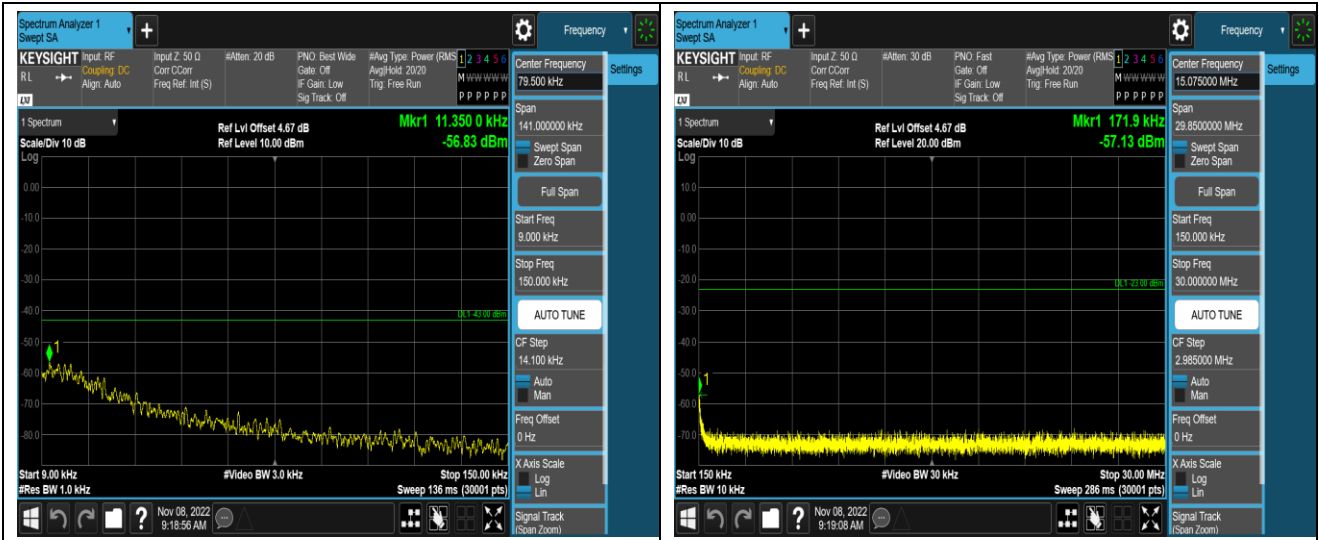 Spectrum Analyzer 1
Swept SA
Frequency
KEYSIGHT
Input: RF
Coupling: DC
Align: Auto
Input Z: 50 Ω
Corr CCorr
Freq Ref: Int (S)
#Atten: 20 dB
PNO: Best Wide
Gate: Off
IF Gain: Low
Sig Track: Off
#Avg Type: Power (RMS
Avg|Hold: 20/20
Trig: Free Run
1 2 3 4 5 6
M W W W W W
P P P P P P
RL
LXI
Center Frequency
79.500 kHz
Settings
Span
141.000000 kHz
Swept Span
Zero Span
Full Span
Start Freq
9.000 kHz
Stop Freq
150.000 kHz
AUTO TUNE
CF Step
14.100 kHz
Auto
Man
Freq Offset
0 Hz
X Axis Scale
Log
Lin
Signal Track
(Span Zoom)
1 Spectrum
Scale/Div 10 dB
Log
Ref Lvl Offset 4.67 dB
Ref Level 10.00 dBm
Mkr1 11.350 0 kHz
-56.83 dBm
0.00
-10.0
-20.0
-30.0
-40.0
DL1 -43.00 dBm
-50.0
1
-60.0
-70.0
-80.0
Start 9.00 kHz
#Res BW 1.0 kHz
#Video BW 3.0 kHz
Stop 150.00 kHz
Sweep 136 ms (30001 pts)
?
Nov 08, 2022
9:18:56 AM
Spectrum Analyzer 1
Swept SA
Frequency
KEYSIGHT
Input: RF
Coupling: DC
Align: Auto
Input Z: 50 Ω
Corr CCorr
Freq Ref: Int (S)
#Atten: 30 dB
PNO: Fast
Gate: Off
IF Gain: Low
Sig Track: Off
#Avg Type: Power (RMS
Avg|Hold: 20/20
Trig: Free Run
1 2 3 4 5 6
M W W W W W
P P P P P P
RL
LXI
Center Frequency
15.075000 MHz
Settings
Span
29.8500000 MHz
Swept Span
Zero Span
Full Span
Start Freq
150.000 kHz
Stop Freq
30.000000 MHz
AUTO TUNE
CF Step
2.985000 MHz
Auto
Man
Freq Offset
0 Hz
X Axis Scale
Log
Lin
Signal Track
(Span Zoom)
1 Spectrum
Scale/Div 10 dB
Log
Ref Lvl Offset 4.67 dB
Ref Level 20.00 dBm
Mkr1 171.9 kHz
-57.13 dBm
10.0
0.00
-10.0
-20.0
DL1 -23.00 dBm
-30.0
-40.0
-50.0
1
-60.0
-70.0
Start 150 kHz
#Res BW 10 kHz
#Video BW 30 kHz
Stop 30.00 MHz
Sweep 286 ms (30001 pts)
?
Nov 08, 2022
9:19:08 AM